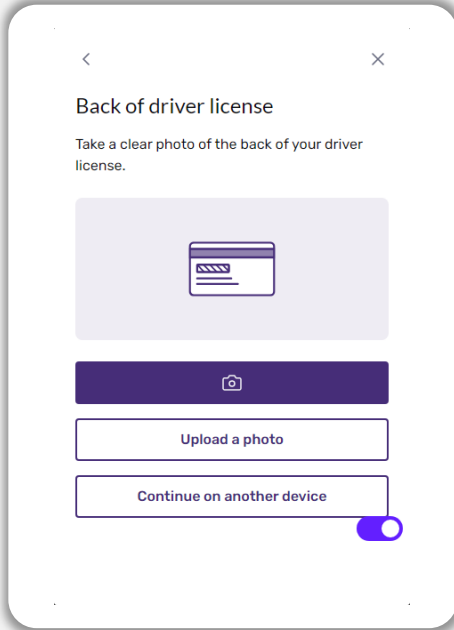 Back of driver license
Take a clear photo of the back of your driver
license.
Upload a photo
Continue on another device